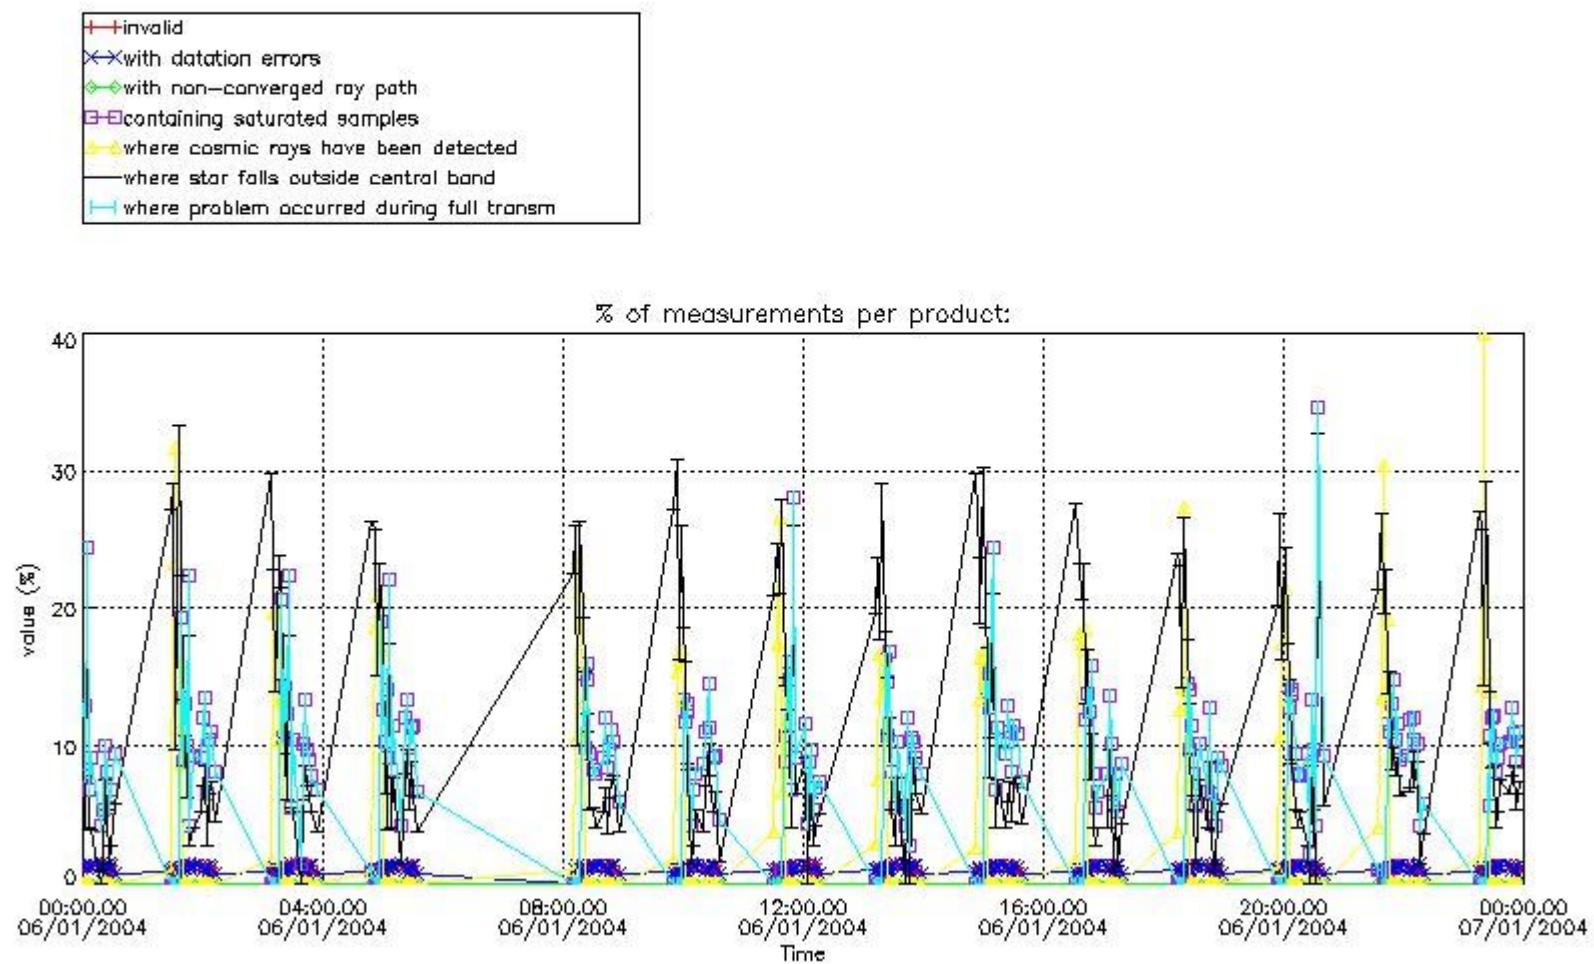 invalid
with datation errors
with non-converged ray path
containing saturated samples
where cosmic rays have been detected
where star falls outside central band
where problem occurred during full transm
% of measurements per product:
40
30
20
10
0
value (%)
00:00:00 04:00:00 08:00:00 12:00:00 16:00:00 20:00:00 00:00:00
06/01/2004 06/01/2004 06/01/2004 06/01/2004 06/01/2004 06/01/2004 07/01/2004
Time